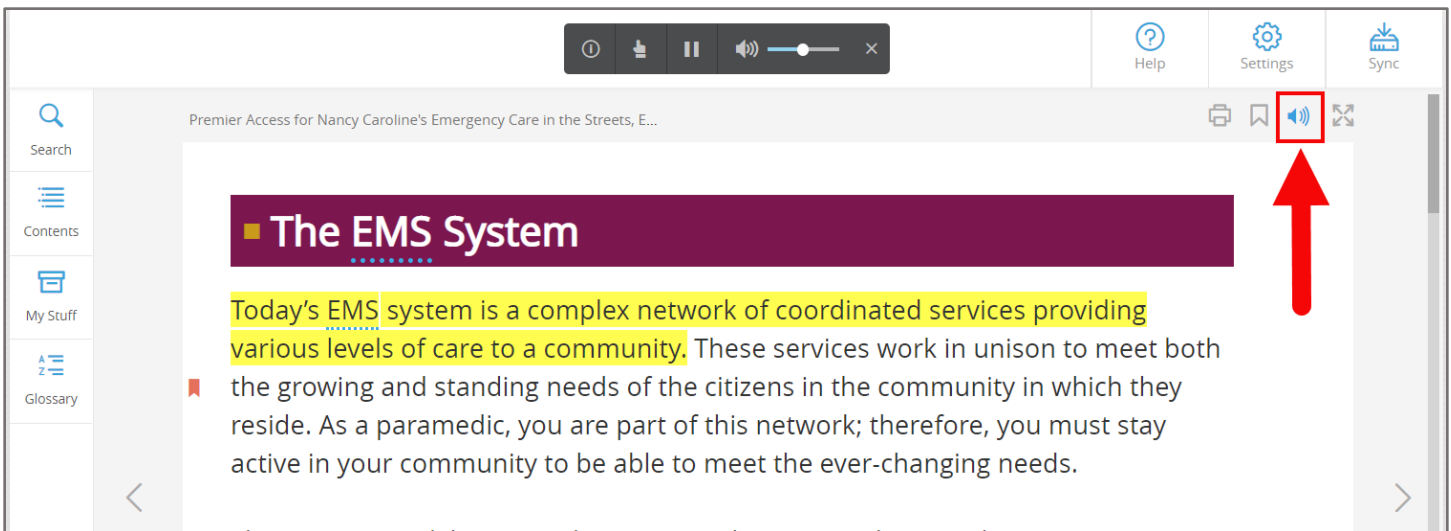 Help
Settings
Sync
Search
Contents
My Stuff
A
Z
Glossary
Premier Access for Nancy Caroline's Emergency Care in the Streets, E...
The EMS System
Today's EMS system is a complex network of coordinated services providing
various levels of care to a community. These services work in unison to meet both
the growing and standing needs of the citizens in the community in which they
reside. As a paramedic, you are part of this network; therefore, you must stay
active in your community to be able to meet the ever-changing needs.